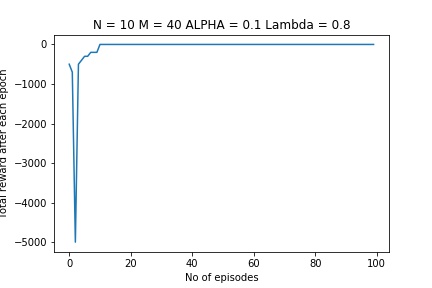 N = 10 M = 40 ALPHA = 0.1 Lambda = 0.8
Total reward after each epoch
0
−1000
−2000
−3000
−4000
−5000
0 20 40 60 80 100
No of episodes